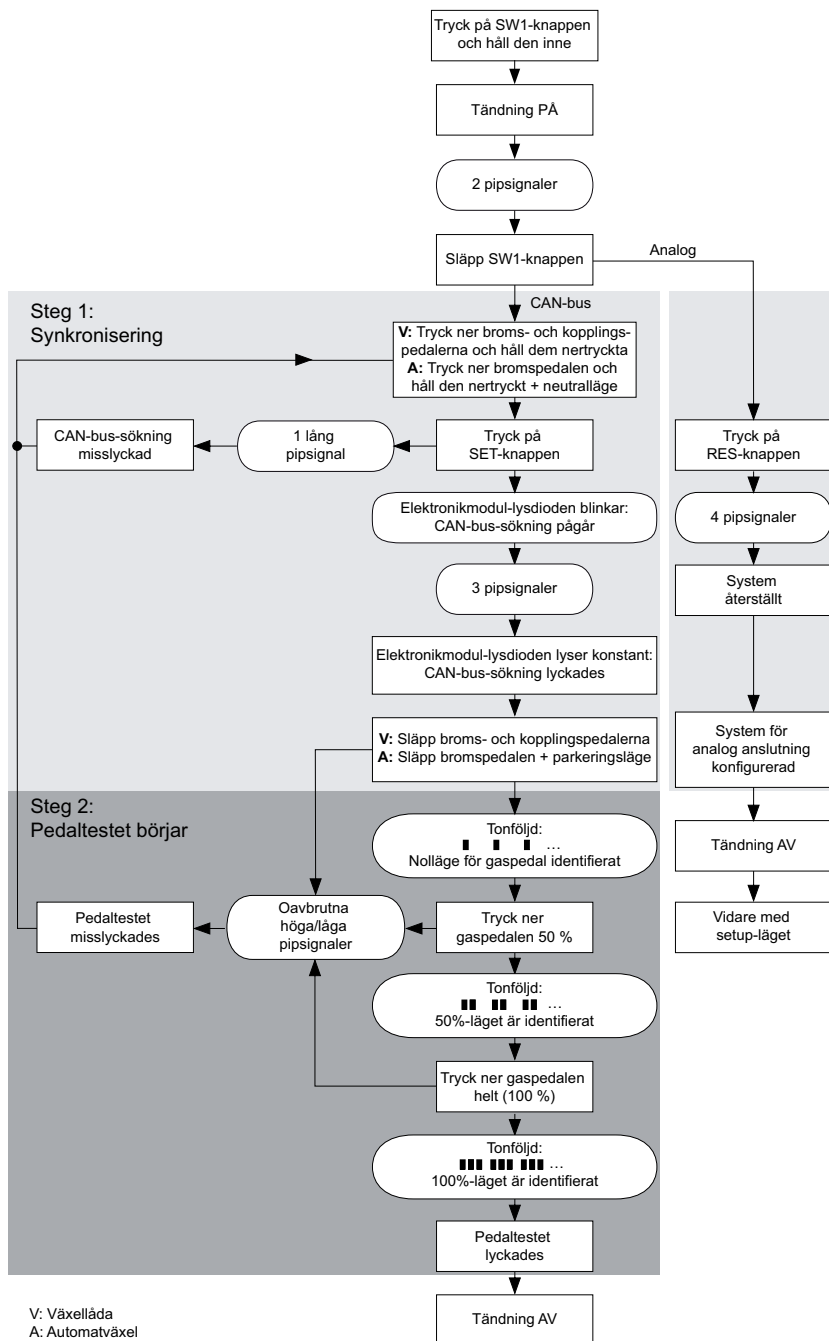 Tryck på SW1-knappen
och håll den inne
Tändning PÅ
2 pipsignaler
Släpp SW1-knappen
Analog
CAN-bus
Steg 1:
Synkronisering
V: Tryck ner broms- och kopplings-
pedalerna och håll dem nertryckta
A: Tryck ner bromspedalen och
håll den nertryckt + neutralläge
CAN-bus-sökning
misslyckad
1 lång
pipsignal
Tryck på
SET-knappen
Elektronikmodul-lysdioden blinkar:
CAN-bus-sökning pågår
3 pipsignaler
Elektronikmodul-lysdioden lyser konstant:
CAN-bus-sökning lyckades
V: Släpp broms- och kopplingspedalerna
A: Släpp bromspedalen + parkeringsläge
Tryck på
RES-knappen
4 pipsignaler
System
återställt
System för
analog anslutning
konfigurerad
Tändning AV
Vidare med
setup-läget
Steg 2:
Pedaltestet börjar
Tonföljd:
...
Nolläge för gaspedal identifierat
Pedaltestet
misslyckades
Oavbrutna
höga/låga
pipsignaler
Tryck ner
gaspedalen 50 %
Tonföljd:
...
50%-läget är identifierat
Tryck ner gaspedalen
helt (100 %)
Tonföljd:
...
100%-läget är identifierat
Pedaltestet
lyckades
Tändning AV
V: Växellåda
A: Automatväxel